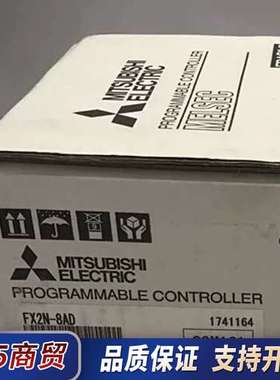 MITSUBISHI
ELECTRIC
PROGRAMMABLE CONTROLLER
MELSEC
MITSUBISHI
ELECTRIC
PROGRAMMABLE CONTROLLER
FX2N-8AD
1741164
5商贸
品质保证 支持